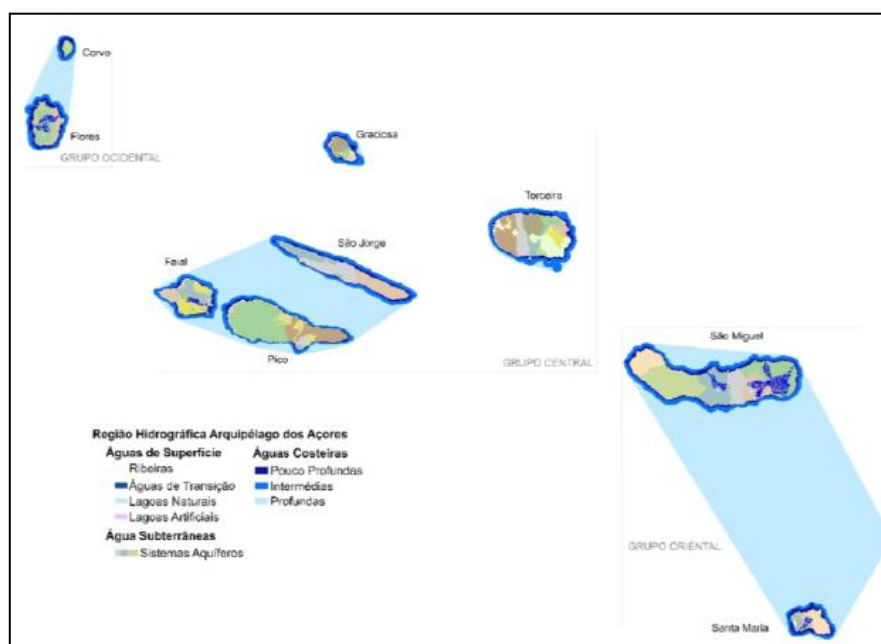 Corvo
Flores
GRUPO OCIDENTAL
Graciosa
Terceira
São Jorge
Faial
Pico
GRUPO CENTRAL
São Miguel
GRUPO ORIENTAL
Santa Maria
Região Hidrográfica Arquipélago dos Açores
Águas de Superfície
Ribeiras
Águas de Transição
Lagoas Naturais
Lagoas Artificiais
Água Subterrâneas
Sistemas Aquíferos
Águas Costeiras
Pouco Profundas
Intermédias
Profundas